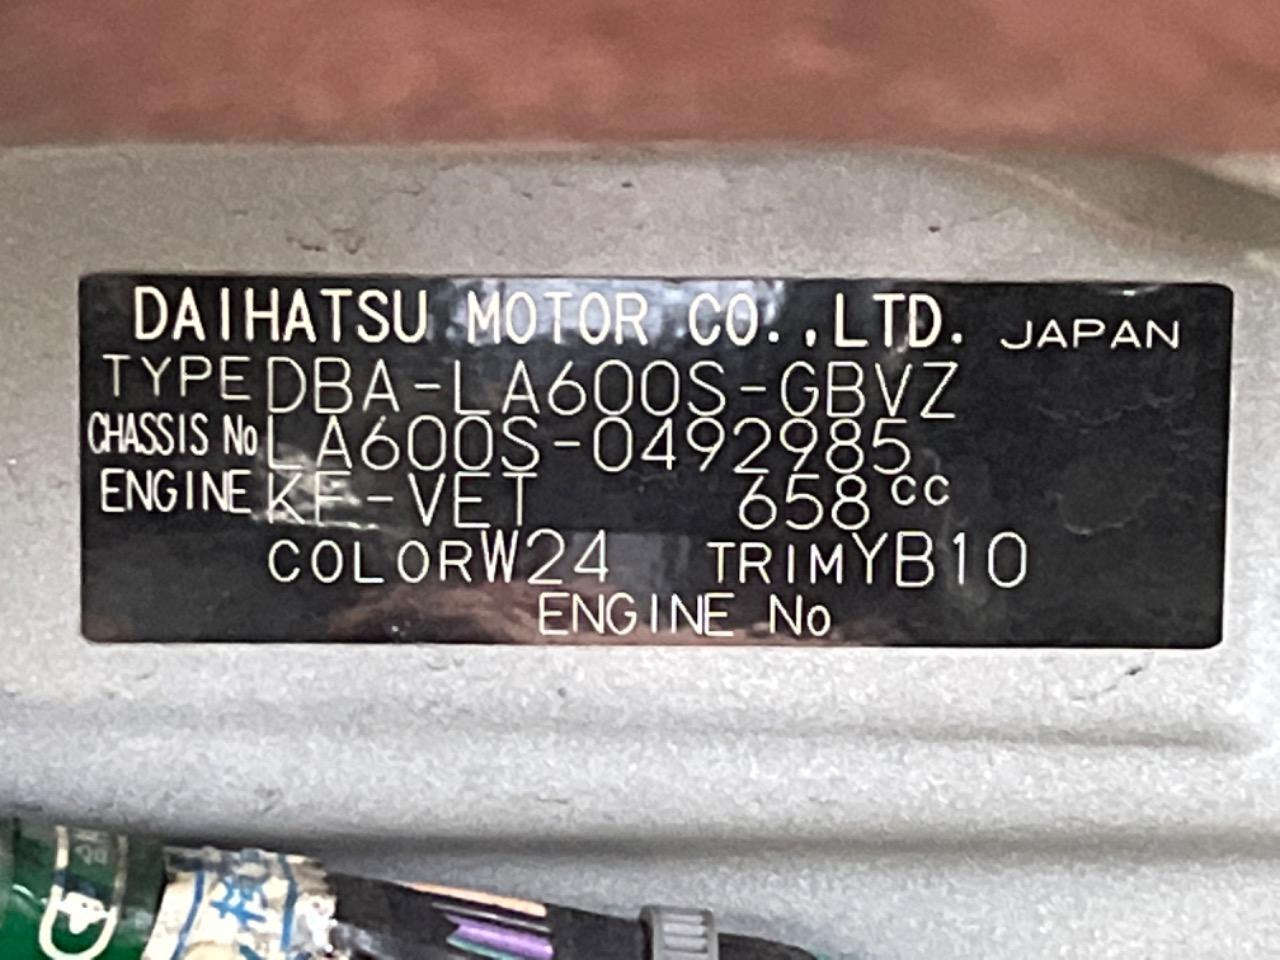 DAIHATSU MOTOR CO.,LTD. JAPAN
TYPE DBA-LA600S-GBVZ
CHASSIS No LA600S-0492985
ENGINE KF-VET 658 cc
COLOR W24 TRIM YB10
ENGINE No